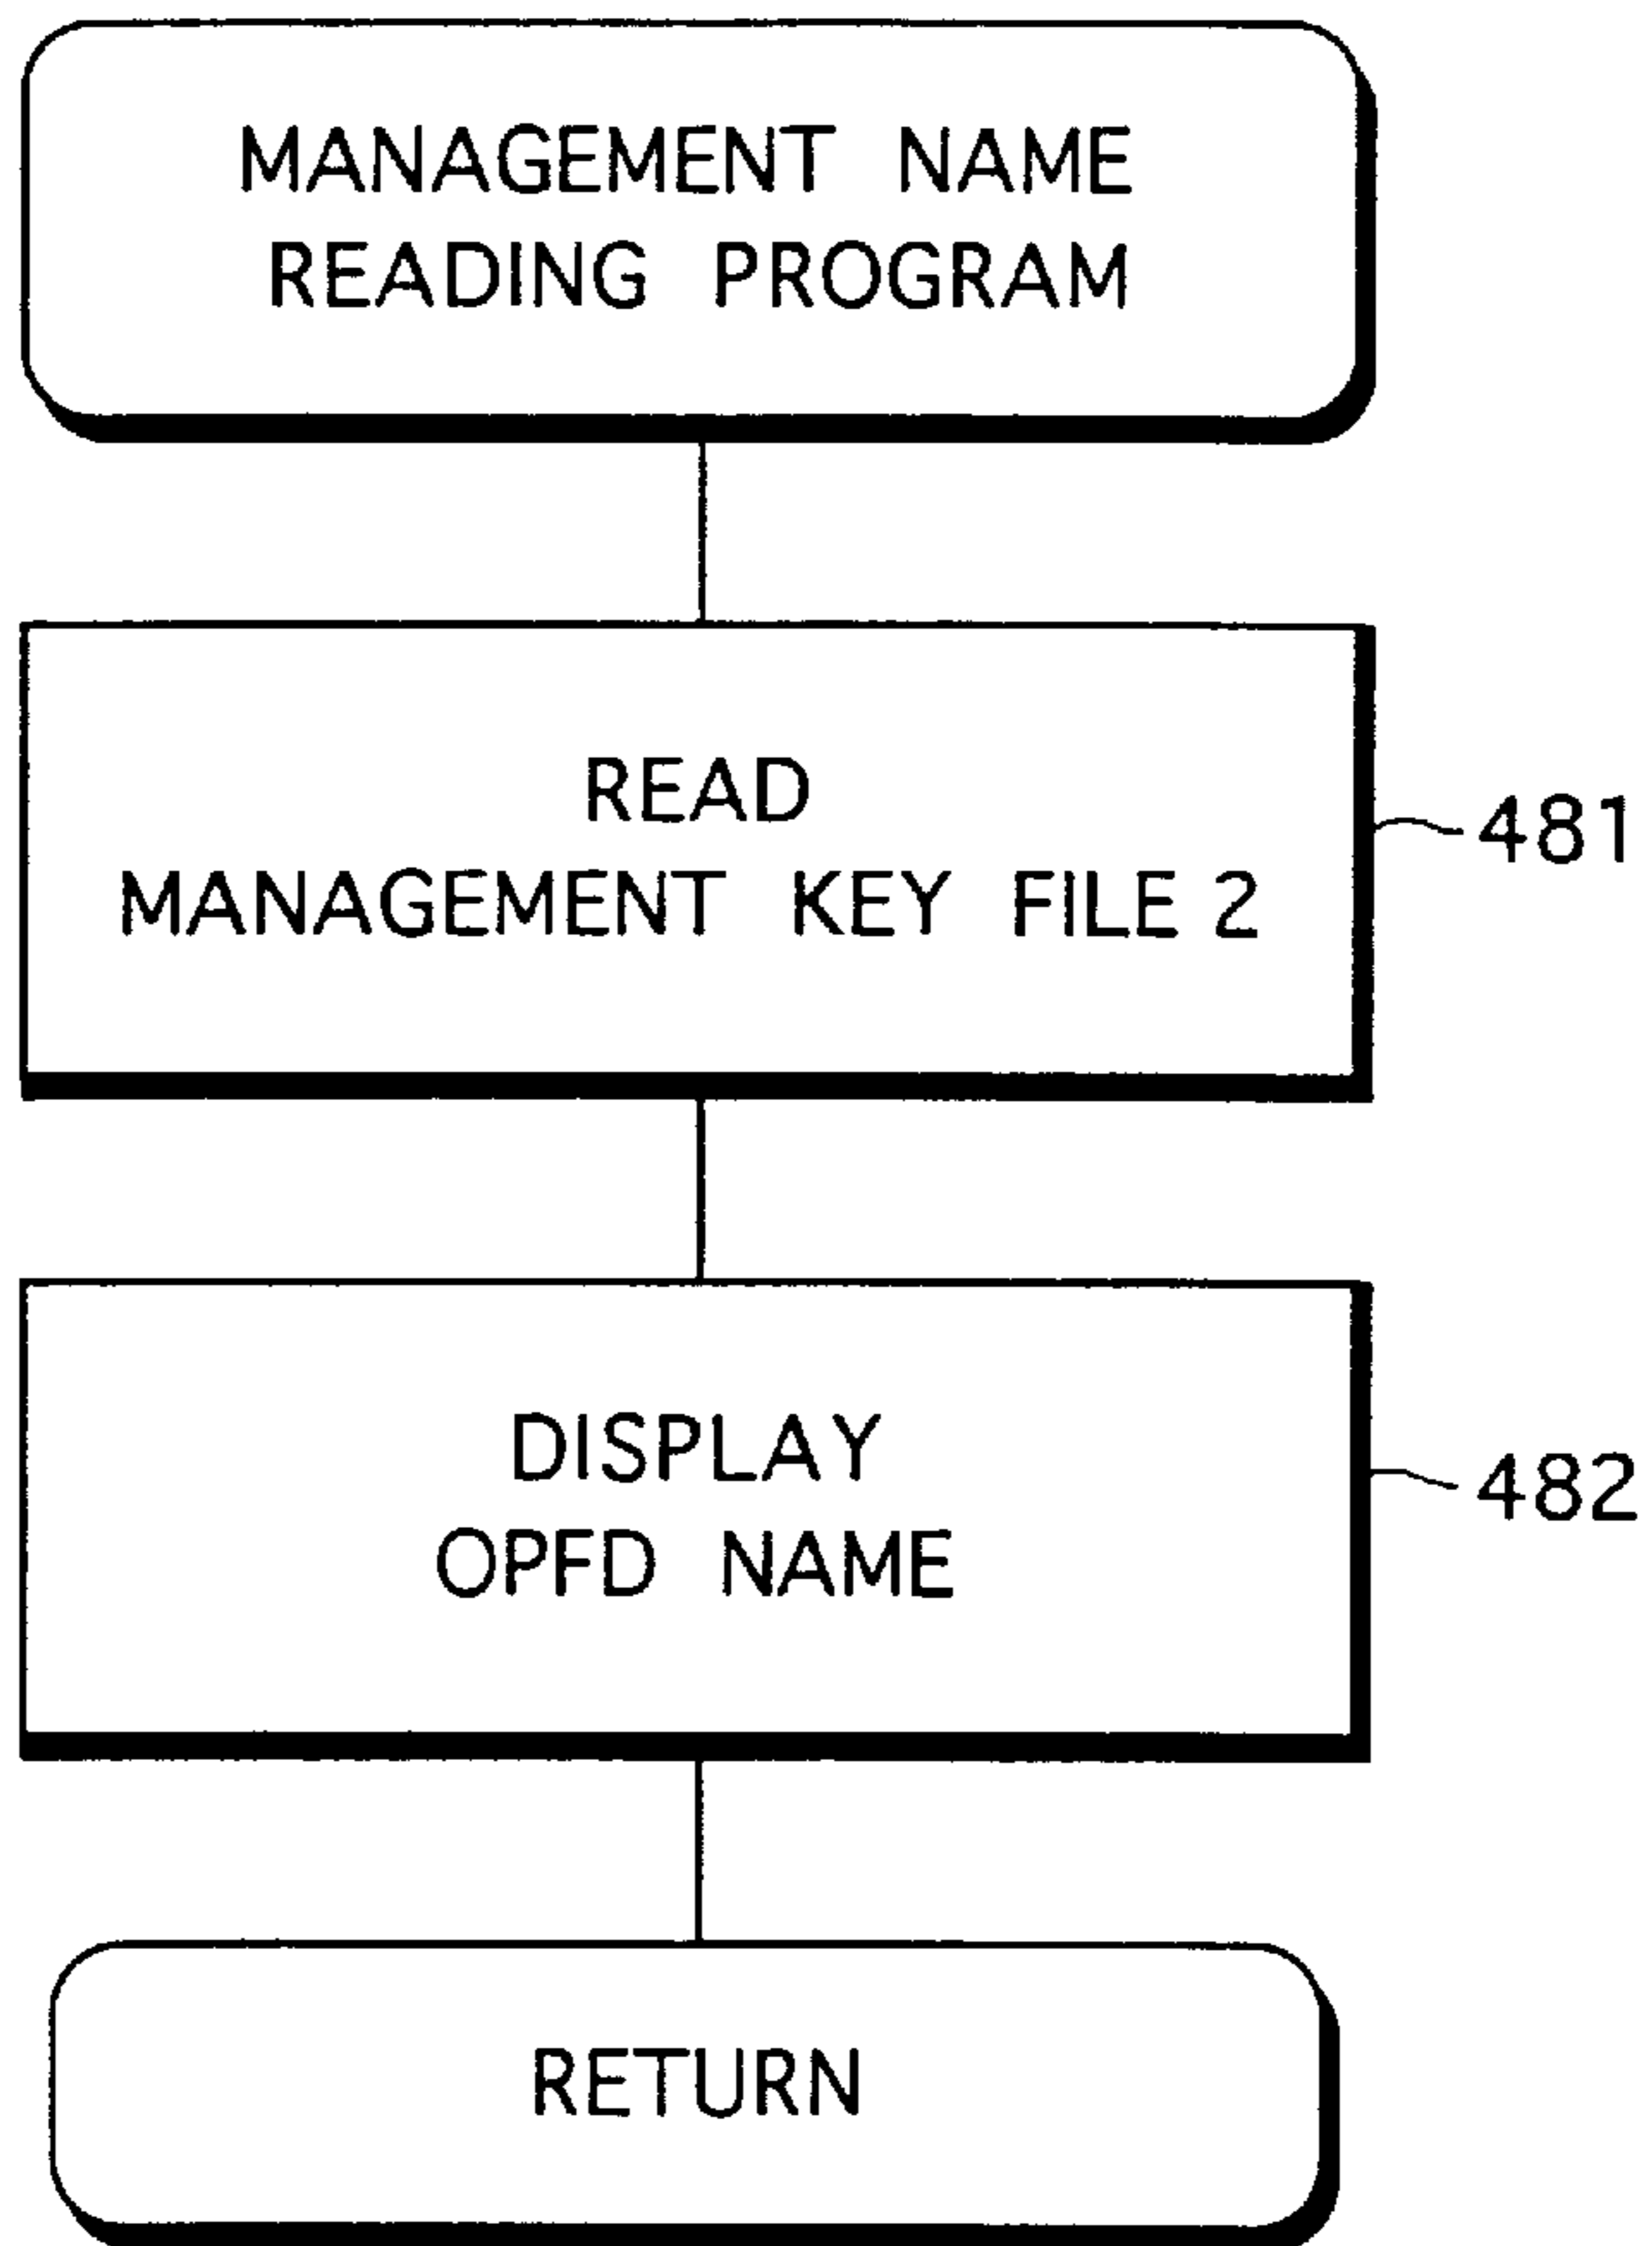 MANAGEMENT NAME
READING PROGRAM
READ
MANAGEMENT KEY FILE 2
481
DISPLAY
OPFD NAME
482
RETURN